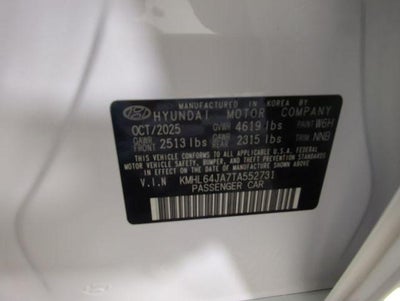 MANUFACTURED IN KOREA BY
HYUNDAI MOTOR COMPANY
OCT/2025 GVWR 4619 lbs PAINT W6H
GAWR FRONT 2513 lbs GAWR REAR 2315 lbs TRIM NNB
THIS VEHICLE CONFORMS TO ALL APPLICABLE U.S.A. FEDERAL
MOTOR VEHICLE SAFETY, BUMPER, AND THEFT PREVENTION
STANDARDS IN EFFECT ON THE DATE OF MANUFACTURE SHOWN ABOVE.
V.I.N KMHL64JA7TA552731
PASSENGER CAR